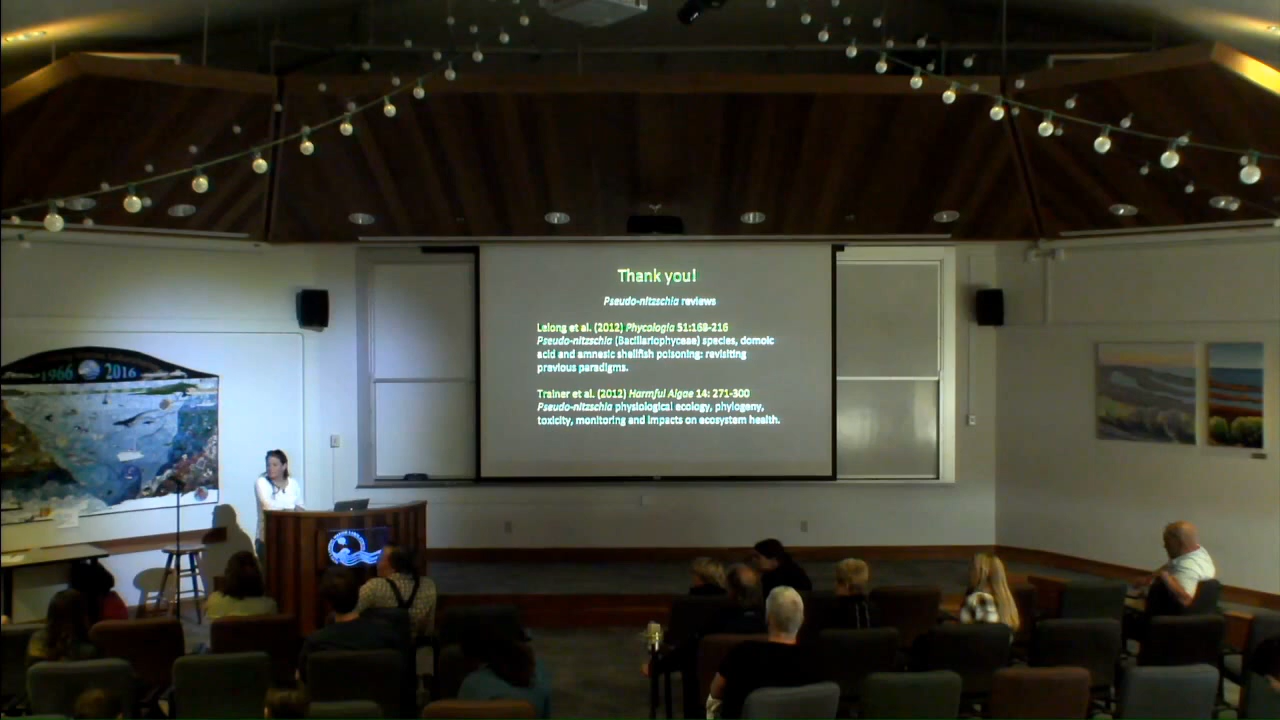 Thank you!
Pseudo-nitzschia reviews
Lelong et al. (2012) Phycologia 51:168-216
Pseudo-nitzschia (Bacillariophyceae) species, domoic
acid and amnesic shellfish poisoning: revisiting
previous paradigms.
Trainer et al. (2012) Harmful Algae 14: 271-300
Pseudo-nitzschia physiological ecology, phylogeny,
toxicity, monitoring and impacts on ecosystem health.
1966 2016